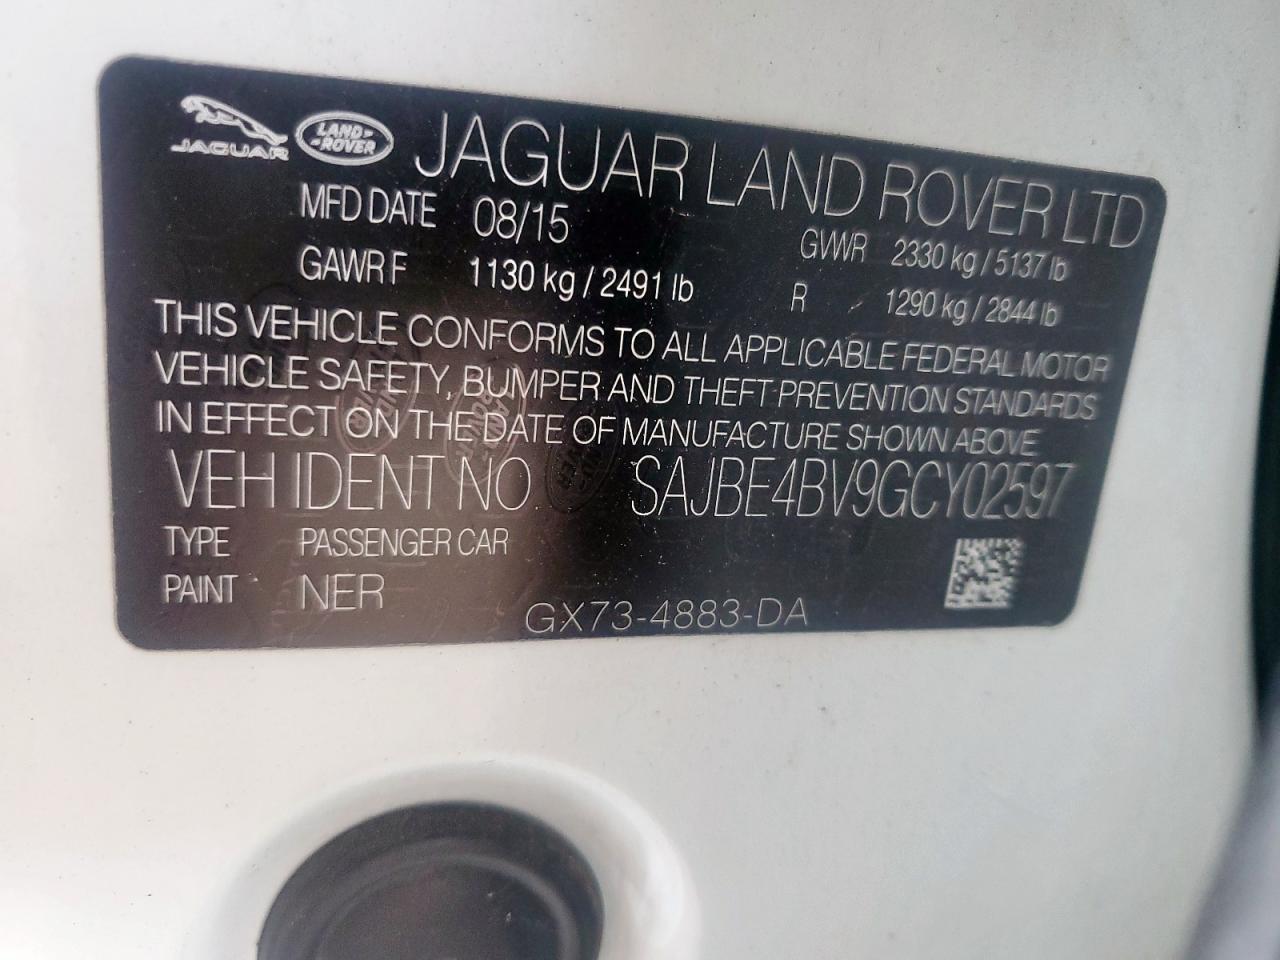 JAGUAR LAND-ROVER JAGUAR LAND ROVER LTD
MFD DATE 08/15 GVWR 2330 kg / 5137 lb
GAWR F 1130 kg / 2491 lb R 1290 kg / 2844 lb
THIS VEHICLE CONFORMS TO ALL APPLICABLE FEDERAL MOTOR
VEHICLE SAFETY, BUMPER AND THEFT PREVENTION STANDARDS
IN EFFECT ON THE DATE OF MANUFACTURE SHOWN ABOVE
VEH IDENT NO SAJBE4BV9GCY02597
TYPE PASSENGER CAR
PAINT NER
GX73-4883-DA